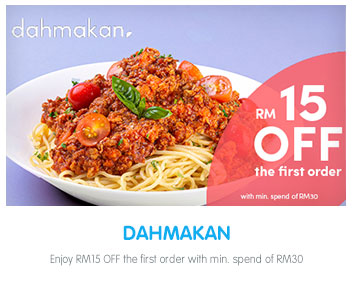 dahmakan.
RM 15
OFF
the first order
with min. spend of RM30
DAHMAKAN
Enjoy RM15 OFF the first order with min. spend of RM30